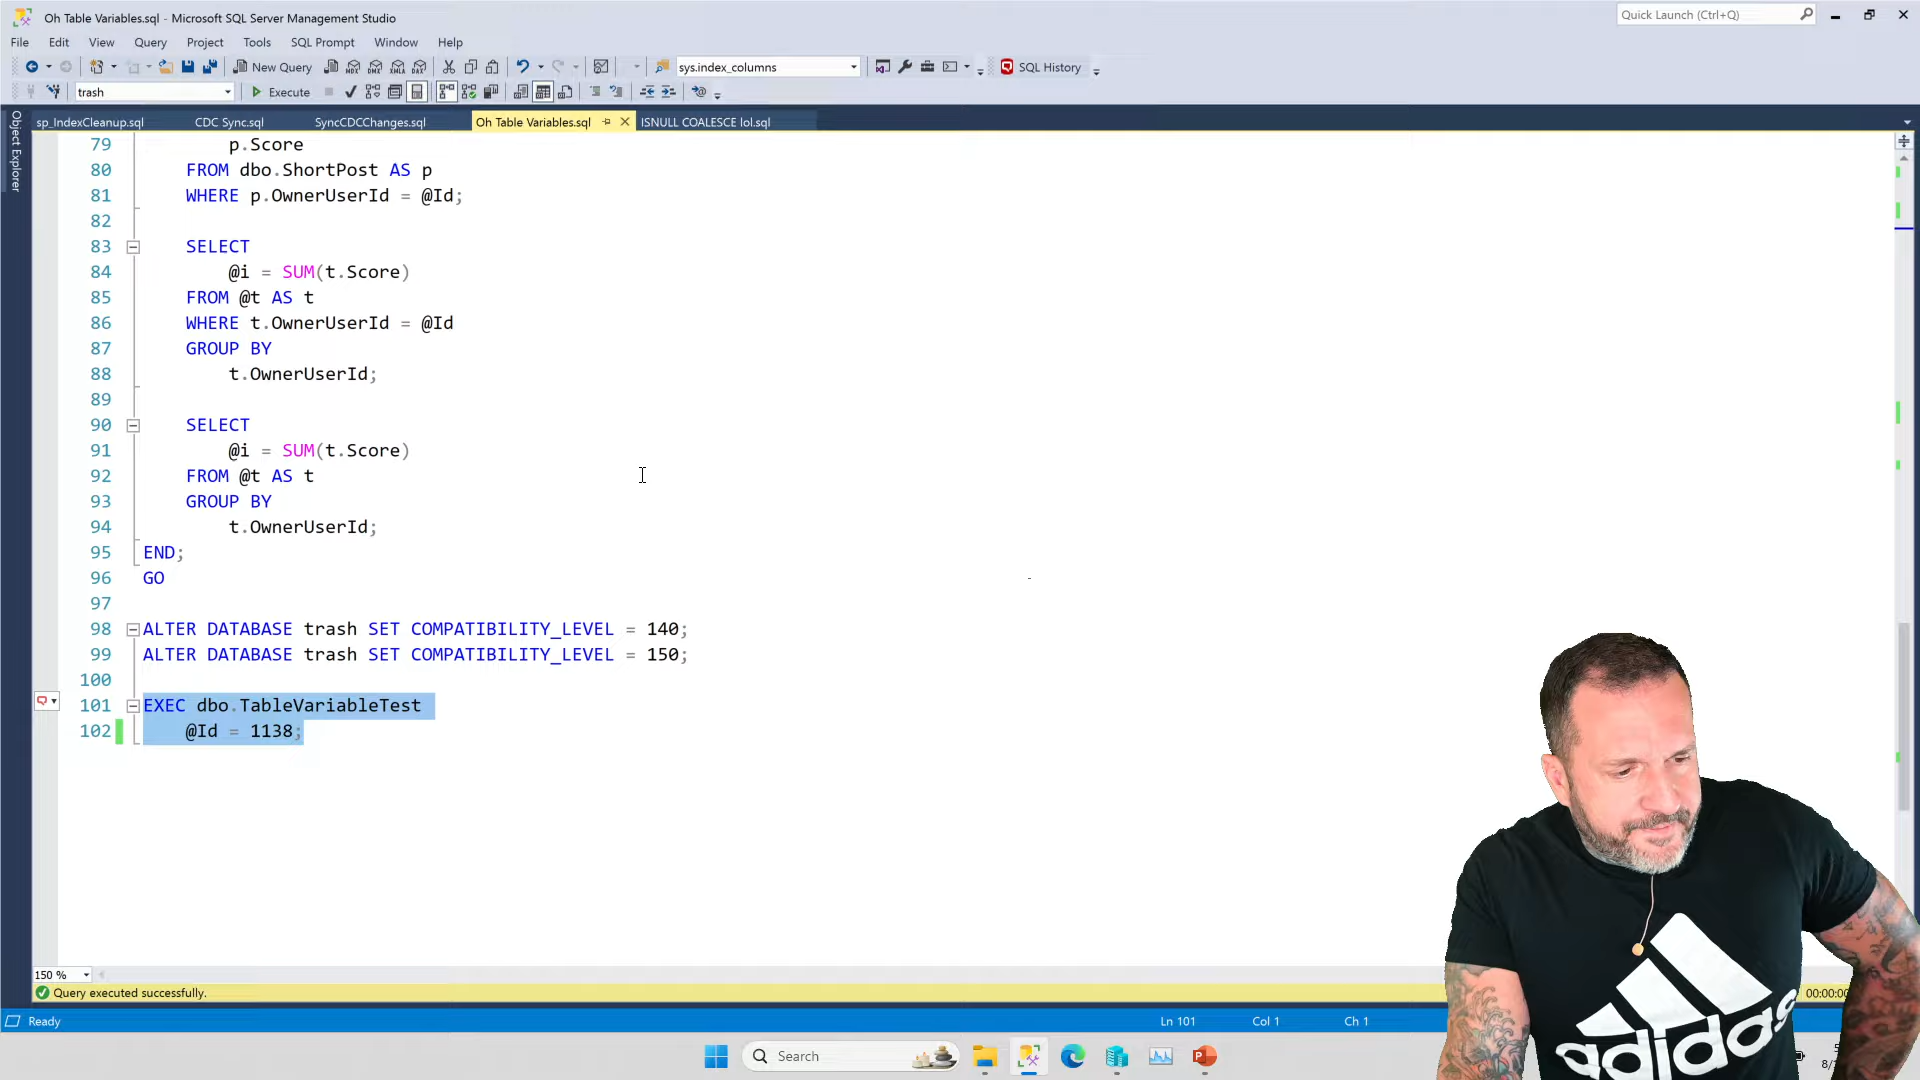 Oh Table Variables.sql - Microsoft SQL Server Management Studio
Quick Launch (Ctrl+Q)
File Edit View Query Project Tools SQL Prompt Window Help
New Query
sys.index_columns
SQL History
trash
Execute
sp_IndexCleanup.sql CDC Sync.sql SyncCDCChanges.sql Oh Table Variables.sql ISNULL COALESCE lol.sql
Object Explorer
79 p.Score
80 FROM dbo.ShortPost AS p
81 WHERE p.OwnerUserId = @Id;
82
83 SELECT
84 @i = SUM(t.Score)
85 FROM @t AS t
86 WHERE t.OwnerUserId = @Id
87 GROUP BY
88 t.OwnerUserId;
89
90 SELECT
91 @i = SUM(t.Score)
92 FROM @t AS t
93 GROUP BY
94 t.OwnerUserId;
95 END;
96 GO
97
98 ALTER DATABASE trash SET COMPATIBILITY_LEVEL = 140;
99 ALTER DATABASE trash SET COMPATIBILITY_LEVEL = 150;
100
101 EXEC dbo.TableVariableTest
102 @Id = 1138;
150 %
Query executed successfully.
Ready
Ln 101 Col 1 Ch 1
Search
adidas